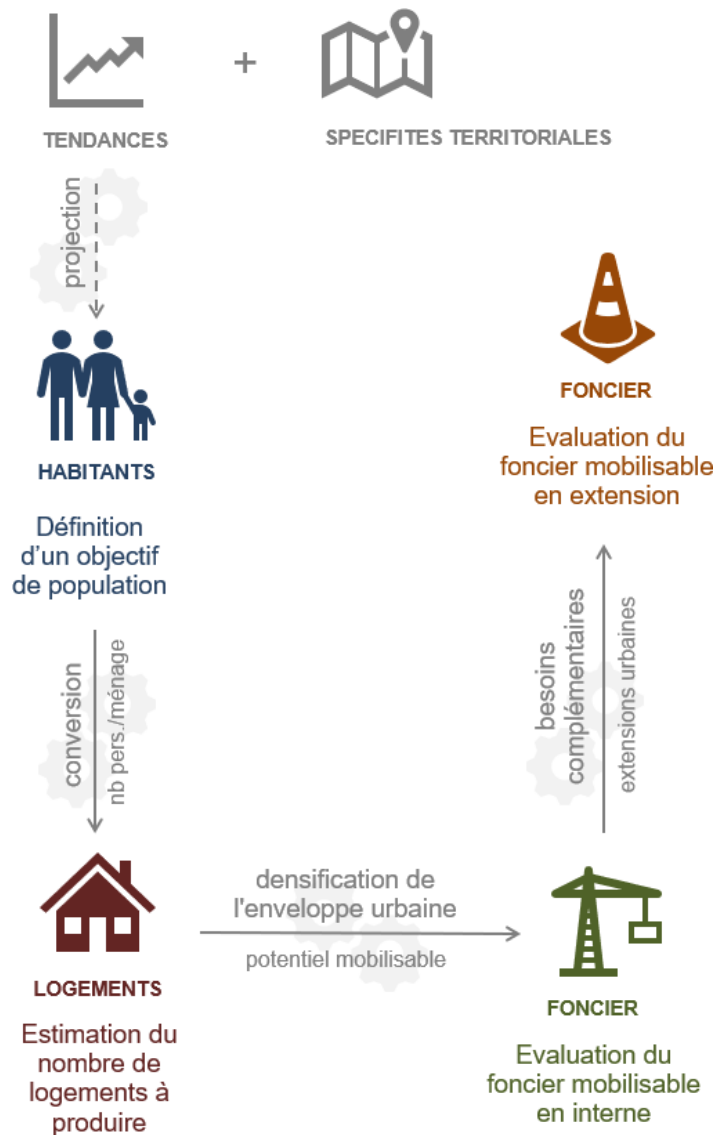 +
TENDANCES
SPECIFITES TERRITORIALES
projection
HABITANTS
Définition
d'un objectif
de population
conversion
nb pers./ménage
LOGEMENTS
Estimation du
nombre de
logements à
produire
densification de
l'enveloppe urbaine
potentiel mobilisable
FONCIER
Evaluation du
foncier mobilisable
en interne
besoins
complémentaires
extensions urbaines
FONCIER
Evaluation du
foncier mobilisable
en extension